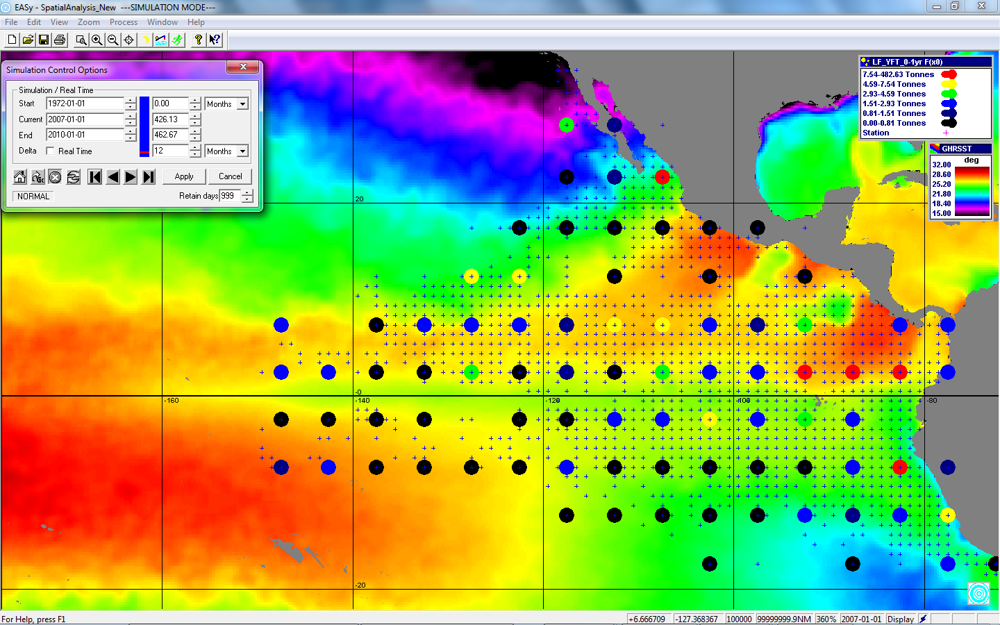 EASy - SpatialAnalysis_New ---SIMULATION MODE---
File Edit View Zoom Process Window Help
Simulation Control Options
Simulation / Real Time
Start 1972-01-01 0.00 Months
Current 2007-01-01 426.13
End 2010-01-01 462.67
Delta Real Time 12 Months
Apply Cancel
NORMAL Retain days 999
LF_YFT_0-1yr F(x0)
7.54-482.63 Tonnes
4.59-7.54 Tonnes
2.93-4.59 Tonnes
1.51-2.93 Tonnes
0.81-1.51 Tonnes
0.00-0.81 Tonnes
Station
GHRSST
deg
32.00
28.60
25.20
21.80
18.40
15.00
20
-0
-160 -140 -120 -100 -80
-20
For Help, press F1 +6.666709 -127.368367 100000 99999999.9NM 360% 2007-01-01 Display